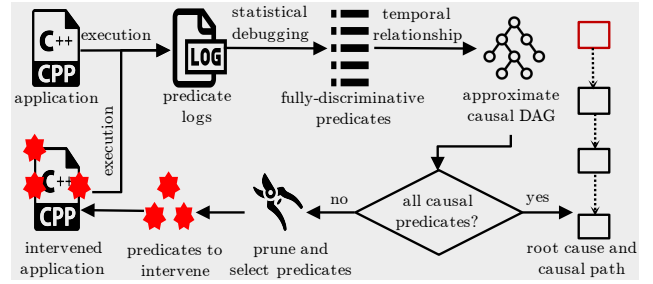 C++
CPP
application
execution
LOG
predicate
logs
statistical
debugging
fully-discriminative
predicates
temporal
relationship
approximate
causal DAG
execution
C++
CPP
intervened
application
predicates to
intervene
prune and
select predicates
no
all causal
predicates?
yes
root cause and
causal path